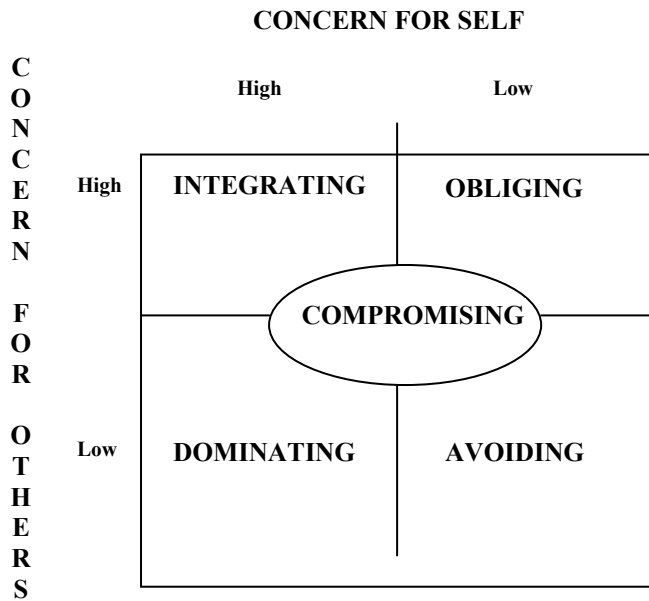 CONCERN FOR SELF
High Low
CONCERN FOR OTHERS
High INTEGRATING OBLIGING
COMPROMISING
Low DOMINATING AVOIDING